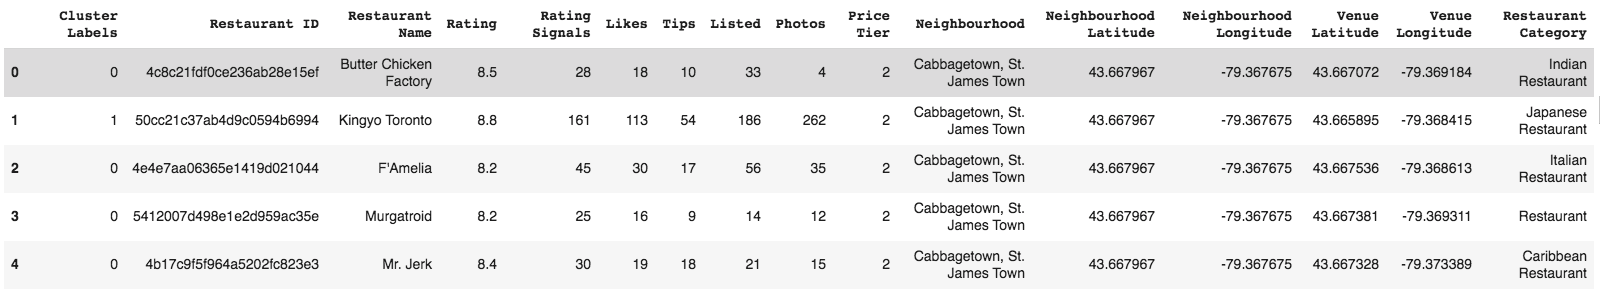 Cluster Labels Restaurant ID Restaurant Name Rating Rating Signals Likes Tips Listed Photos Price Tier Neighbourhood Neighbourhood Latitude Neighbourhood Longitude Venue Latitude Venue Longitude Restaurant Category
0 0 4c8c21fdf0ce236ab28e15ef Butter Chicken Factory 8.5 28 18 10 33 4 2 Cabbagetown, St. James Town 43.667967 -79.367675 43.667072 -79.369184 Indian Restaurant
1 1 50cc21c37ab4d9c0594b6994 Kingyo Toronto 8.8 161 113 54 186 262 2 Cabbagetown, St. James Town 43.667967 -79.367675 43.665895 -79.368415 Japanese Restaurant
2 0 4e4e7aa06365e1419d021044 F'Amelia 8.2 45 30 17 56 35 2 Cabbagetown, St. James Town 43.667967 -79.367675 43.667536 -79.368613 Italian Restaurant
3 0 5412007d498e1e2d959ac35e Murgatroid 8.2 25 16 9 14 12 2 Cabbagetown, St. James Town 43.667967 -79.367675 43.667381 -79.369311 Restaurant
4 0 4b17c9f5f964a5202fc823e3 Mr. Jerk 8.4 30 19 18 21 15 2 Cabbagetown, St. James Town 43.667967 -79.367675 43.667328 -79.373389 Caribbean Restaurant